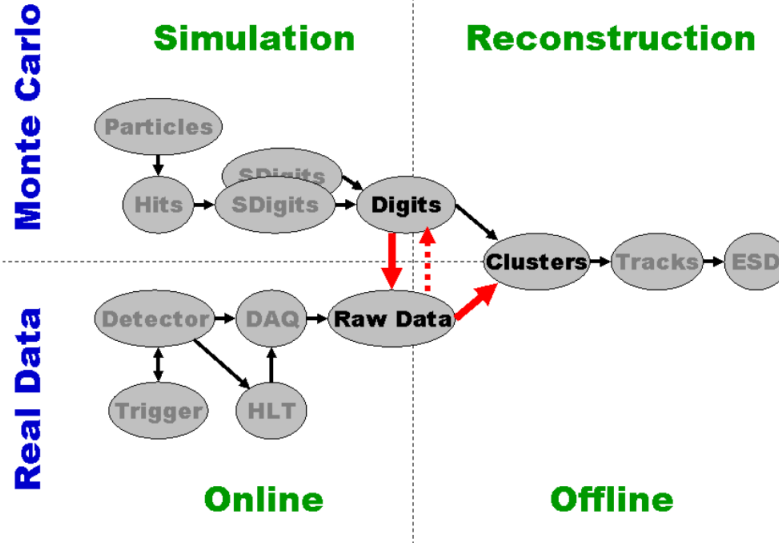 Simulation
Reconstruction
Monte Carlo
Particles
SDigits
Hits
SDigits
Digits
Clusters
Tracks
ESD
Real Data
Detector
DAQ
Raw Data
Trigger
HLT
Online
Offline